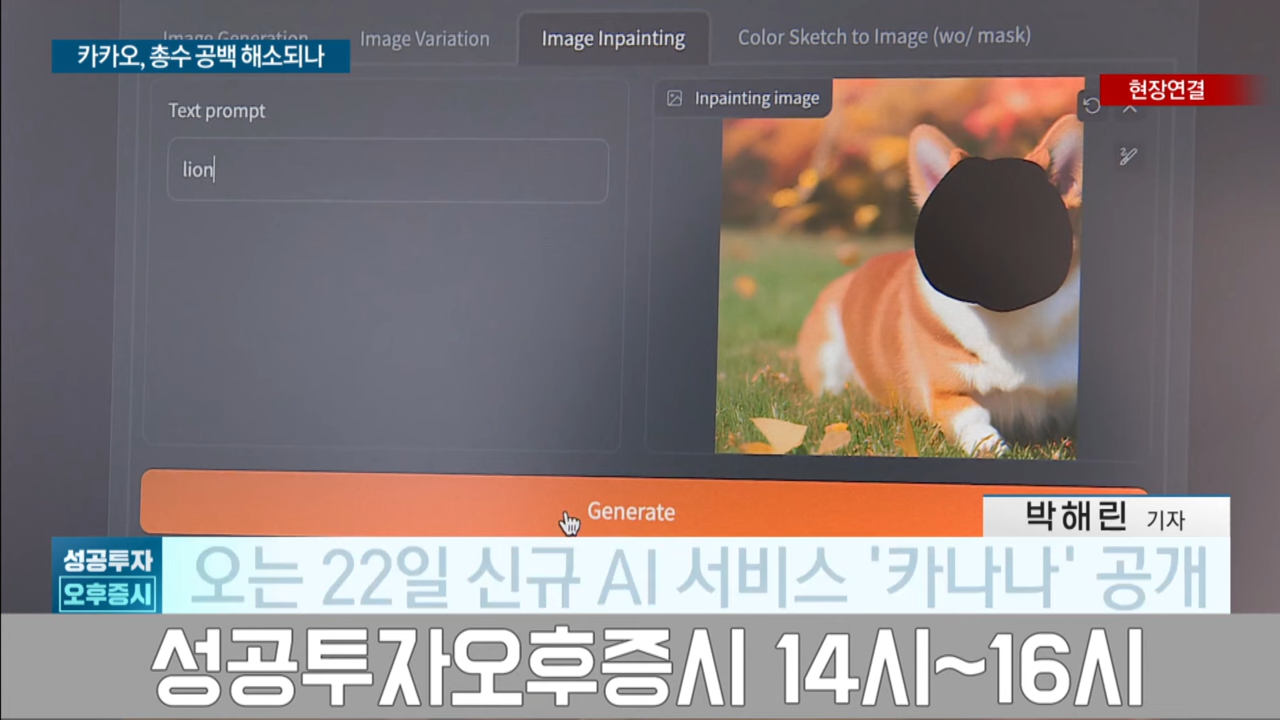 Image Generation
Image Variation
Image Inpainting
Color Sketch to Image (wo/ mask)
카카오, 총수 공백 해소되나
현장연결
Text prompt
Inpainting image
lion
Generate
박해린 기자
성공투자
오후증시
오는 22일 신규 AI 서비스 '카나나' 공개
성공투자오후증시 14시~16시